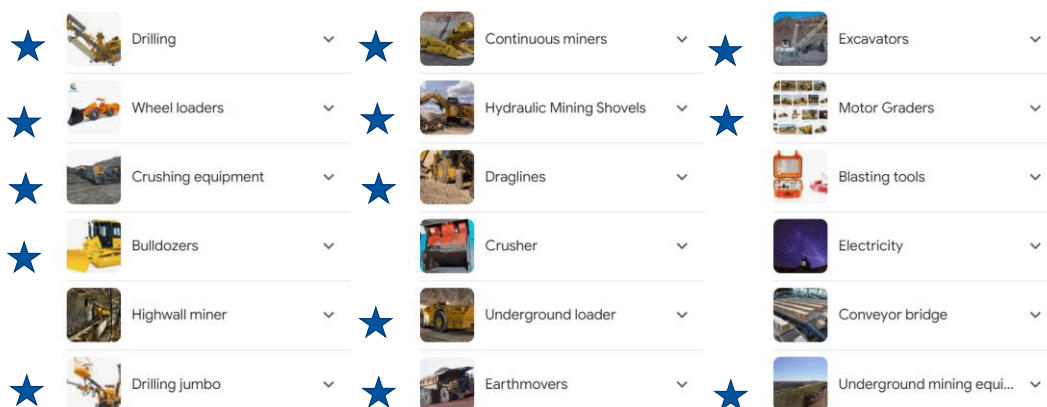 Drilling
Continuous miners
Excavators
Wheel loaders
Hydraulic Mining Shovels
Motor Graders
Crushing equipment
Draglines
Blasting tools
Bulldozers
Crusher
Electricity
Highwall miner
Underground loader
Conveyor bridge
Drilling jumbo
Earthmovers
Underground mining equi...